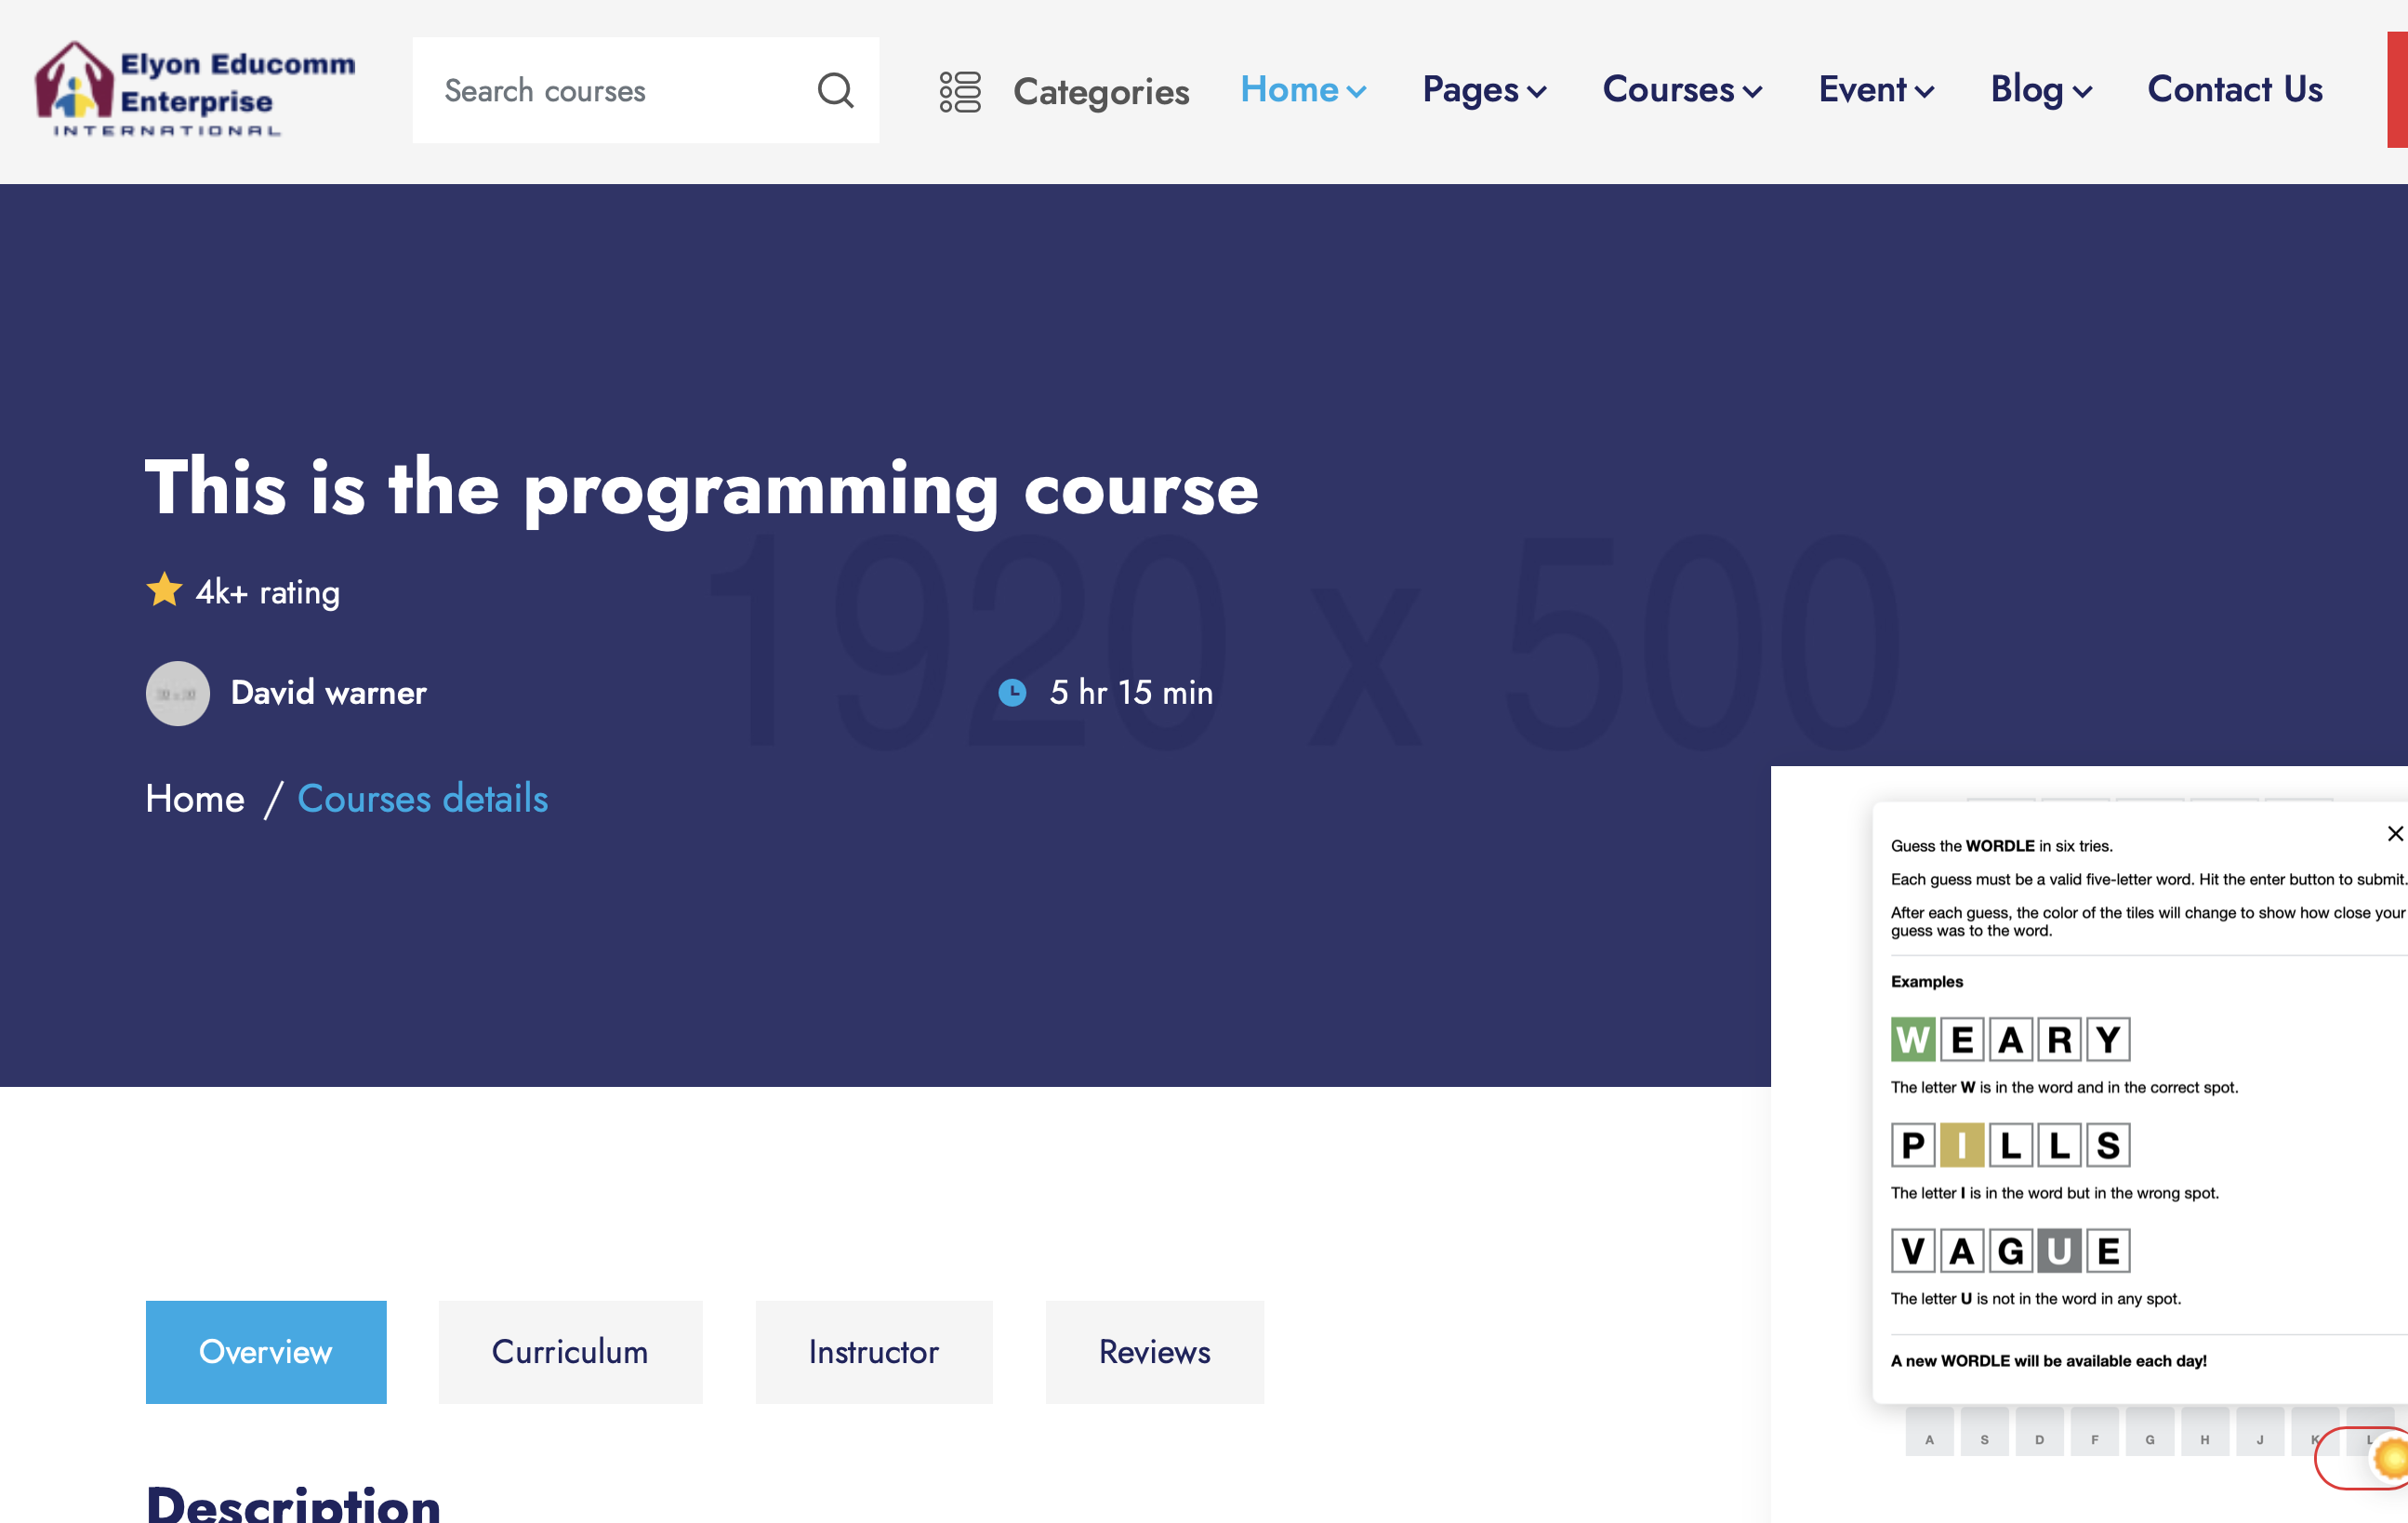 Elyon Educomm
Enterprise
INTERNATIONAL
Search courses
Categories
Home
Pages
Courses
Event
Blog
Contact Us
This is the programming course
1920 x 500
4k+ rating
David warner
5 hr 15 min
Home / Courses details
Guess the WORDLE in six tries.
Each guess must be a valid five-letter word. Hit the enter button to submit.
After each guess, the color of the tiles will change to show how close your
guess was to the word.
Examples
WEARY
The letter W is in the word and in the correct spot.
PILLS
The letter I is in the word but in the wrong spot.
VAGUE
The letter U is not in the word in any spot.
A new WORDLE will be available each day!
A S D F G H J K L
Overview
Curriculum
Instructor
Reviews
Description